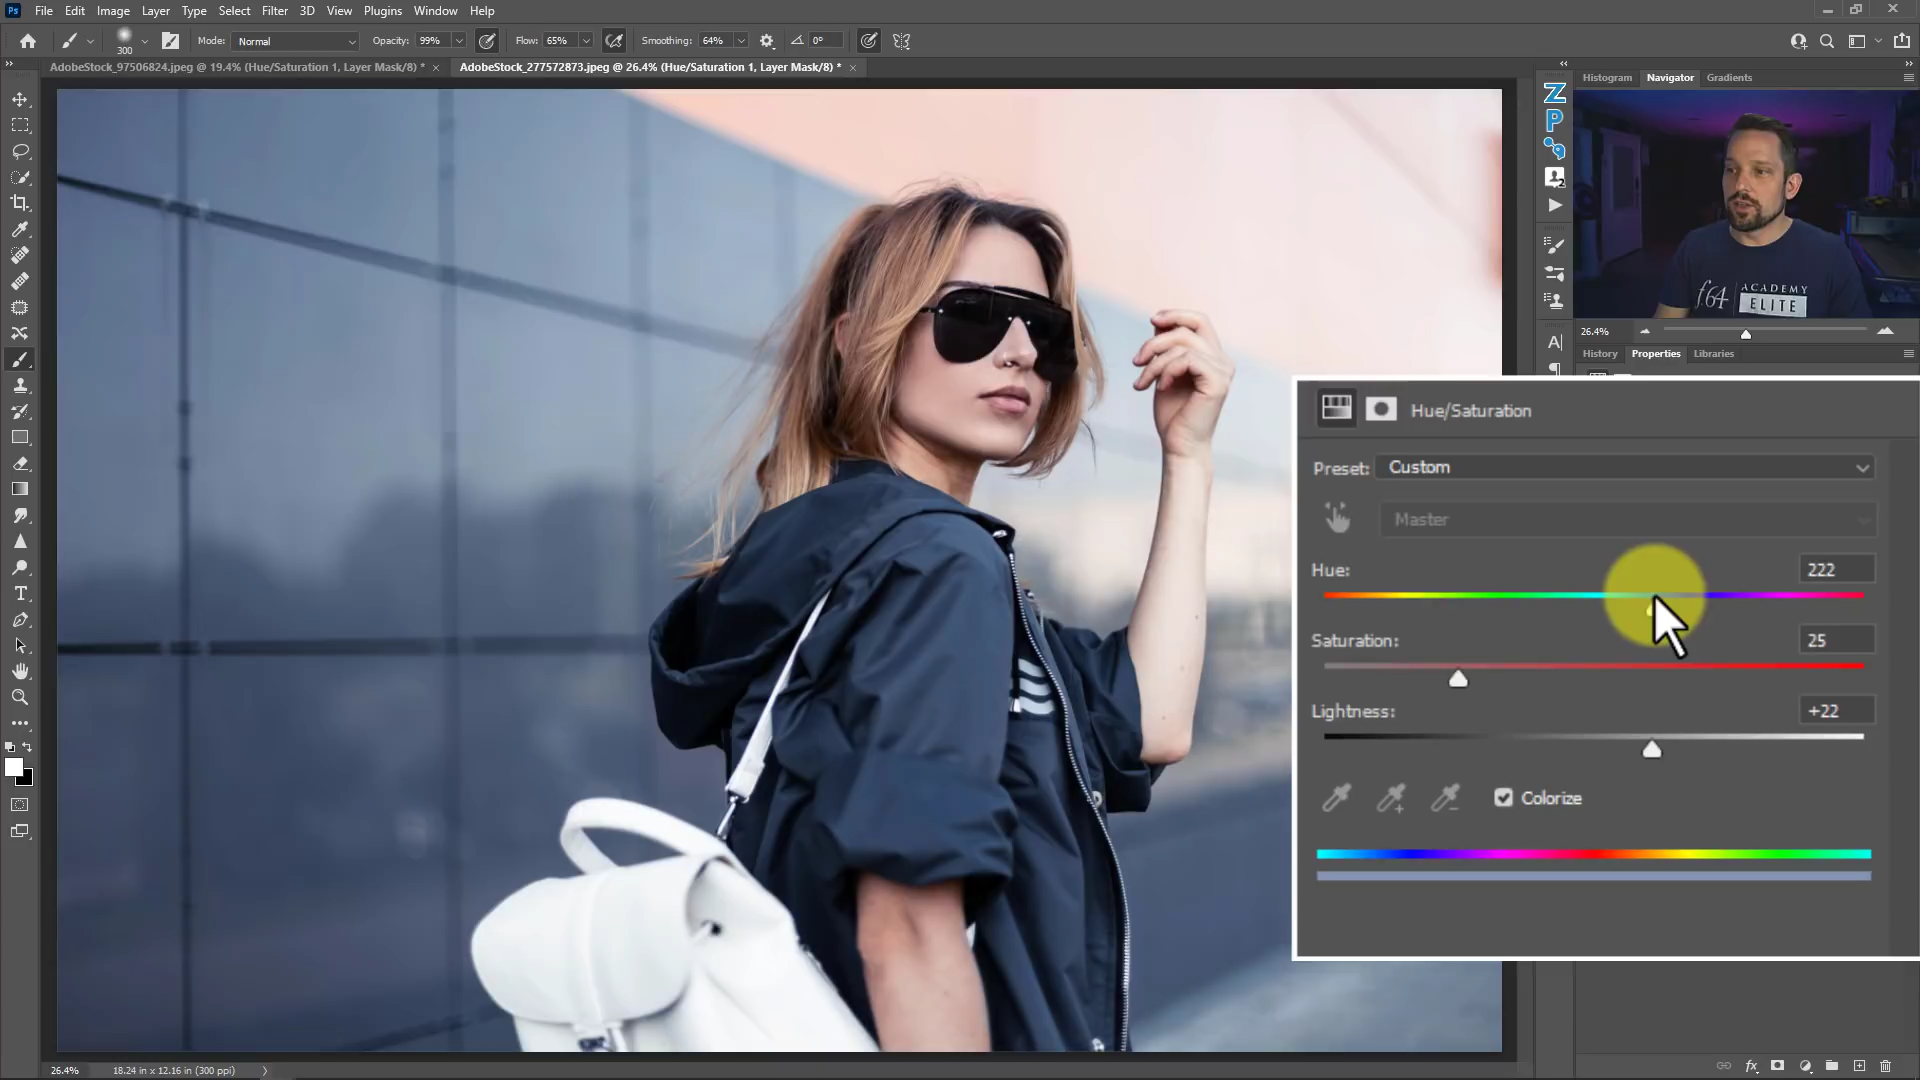 Ps File Edit Image Layer Type Select Filter 3D View Plugins Window Help
300 Mode: Normal Opacity: 99% Flow: 65% Smoothing: 64% 0°
AdobeStock_97506824.jpeg @ 19.4% (Hue/Saturation 1, Layer Mask/8) * × AdobeStock_277572873.jpeg @ 26.4% (Hue/Saturation 1, Layer Mask/8) * ×
Histogram Navigator Gradients
Z
P
f64 ACADEMY
ELITE
26.4%
History Properties Libraries
A
Hue/Saturation
Preset: Custom
Master
Hue: 222
Saturation: 25
Lightness: +22
Colorize
T
26.4% 18.24 in x 12.16 in (300 ppi)
fx